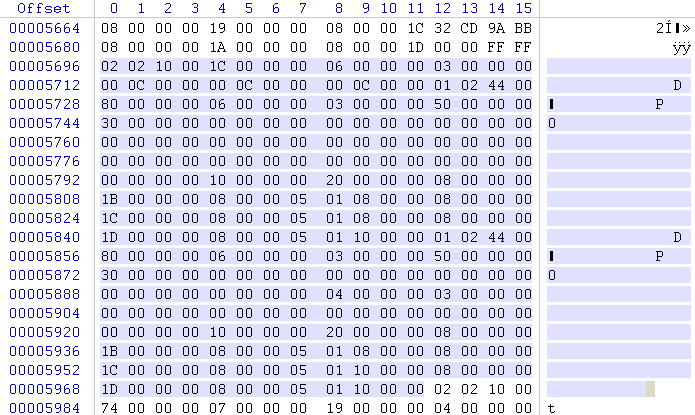 Offset 0 1 2 3 4 5 6 7 8 9 10 11 12 13 14 15
00005664 08 00 00 00 19 00 00 00 08 00 00 1C 32 CD 9A BB 2Í»
00005680 08 00 00 00 1A 00 00 00 08 00 00 1D 00 00 FF FF ÿÿ
00005696 02 02 10 00 1C 00 00 00 06 00 00 00 03 00 00 00
00005712 00 0C 00 00 00 0C 00 00 00 0C 00 00 01 02 44 00 D
00005728 80 00 00 00 06 00 00 00 03 00 00 00 50 00 00 00 P
00005744 30 00 00 00 00 00 00 00 00 00 00 00 00 00 00 00 0
00005760 00 00 00 00 00 00 00 00 00 00 00 00 00 00 00 00
00005776 00 00 00 00 00 00 00 00 00 00 00 00 00 00 00 00
00005792 00 00 00 00 10 00 00 00 20 00 00 00 08 00 00 00
00005808 1B 00 00 00 08 00 00 05 01 08 00 00 08 00 00 00
00005824 1C 00 00 00 08 00 00 05 01 08 00 00 08 00 00 00
00005840 1D 00 00 00 08 00 00 05 01 10 00 00 01 02 44 00 D
00005856 80 00 00 00 06 00 00 00 03 00 00 00 50 00 00 00 P
00005872 30 00 00 00 00 00 00 00 00 00 00 00 00 00 00 00 0
00005888 00 00 00 00 00 00 00 00 04 00 00 00 03 00 00 00
00005904 00 00 00 00 00 00 00 00 00 00 00 00 00 00 00 00
00005920 00 00 00 00 10 00 00 00 20 00 00 00 08 00 00 00
00005936 1B 00 00 00 08 00 00 05 01 08 00 00 08 00 00 00
00005952 1C 00 00 00 08 00 00 05 01 10 00 00 08 00 00 00
00005968 1D 00 00 00 08 00 00 05 01 10 00 00 02 02 10 00
00005984 74 00 00 00 07 00 00 00 19 00 00 00 04 00 00 00 t